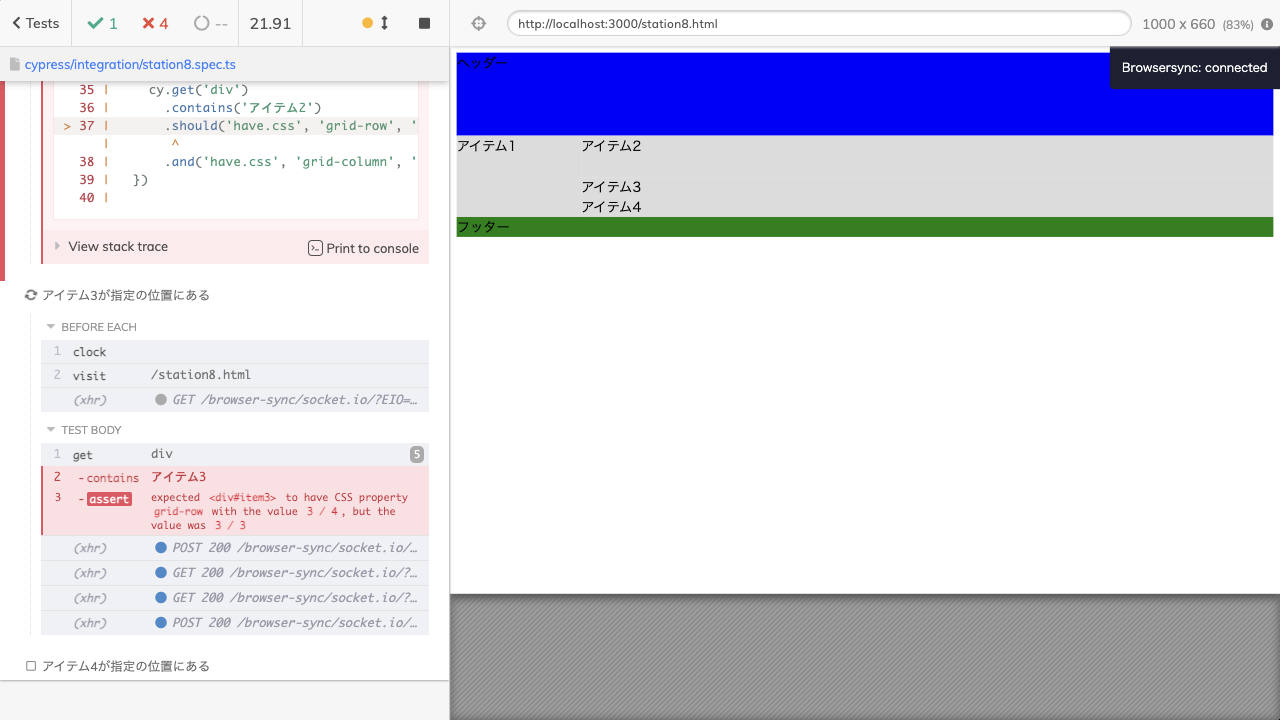 Tests
1
4
--
21.91
http://localhost:3000/station8.html
1000 x 660 (83%)
cypress/integration/station8.spec.ts
35 | cy.get('div')
36 | .contains('アイテム2')
> 37 | .should('have.css', 'grid-row', '
| ^
38 | .and('have.css', 'grid-column', '
39 | })
40 |
View stack trace
Print to console
アイテム3が指定の位置にある
BEFORE EACH
1 clock
2 visit /station8.html
(xhr) GET /browser-sync/socket.io/?EIO=…
TEST BODY
1 get div 5
2 -contains アイテム3
3 -assert expected <div#item3> to have CSS property
grid-row with the value 3 / 4, but the
value was 3 / 3
(xhr) POST 200 /browser-sync/socket.io/…
(xhr) GET 200 /browser-sync/socket.io/?…
(xhr) GET 200 /browser-sync/socket.io/?…
(xhr) POST 200 /browser-sync/socket.io/…
アイテム4が指定の位置にある
ヘッダー
Browsersync: connected
アイテム1 アイテム2
アイテム3
アイテム4
フッター